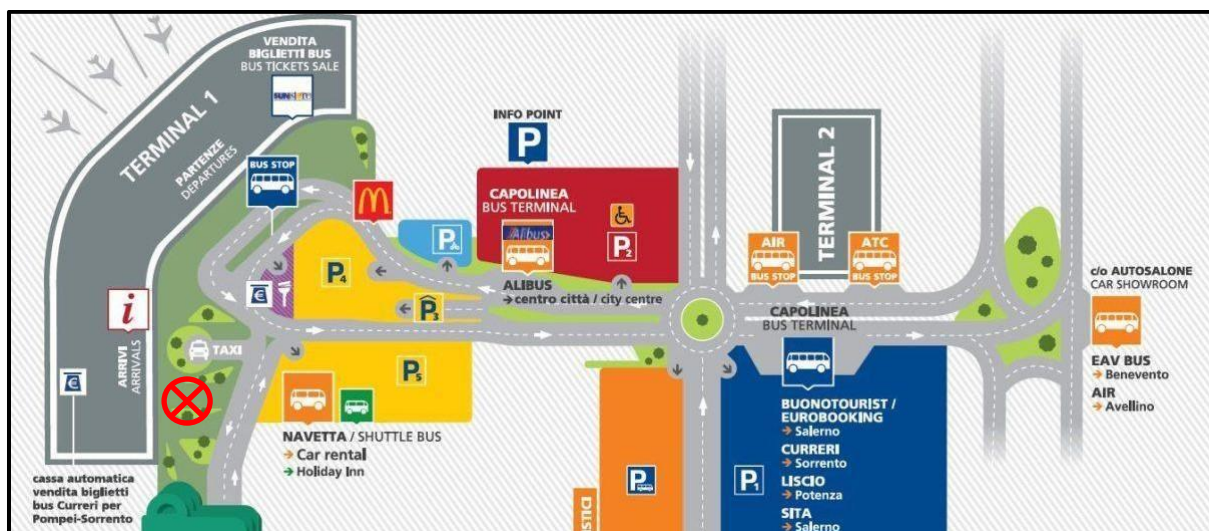 VENDITA
BIGLIETTI BUS
BUS TICKETS SALE
TERMINAL 1
PARTENZE
DEPARTURES
BUS STOP
INFO POINT
P
CAPOLINEA
BUS TERMINAL
Alibus
P2
P
ALIBUS
→centro città / city centre
TERMINAL 2
AIR
BUS STOP
ATC
BUS STOP
c/o AUTOSALONE
CAR SHOWROOM
EAV BUS
→ Benevento
AIR
→ Avellino
P4
P3
€
i
ARRIVI
ARRIVALS
TAXI
€
P5
NAVETTA / SHUTTLE BUS
→ Car rental
→ Holiday Inn
cassa automatica
vendita biglietti
bus Curreri per
Pompei-Sorrento
CAPOLINEA
BUS TERMINAL
BUONOTOURIST /
EUROBOOKING
→ Salerno
CURRERI
→ Sorrento
LISCIO
→ Potenza
SITA
→ Salerno
P
P1